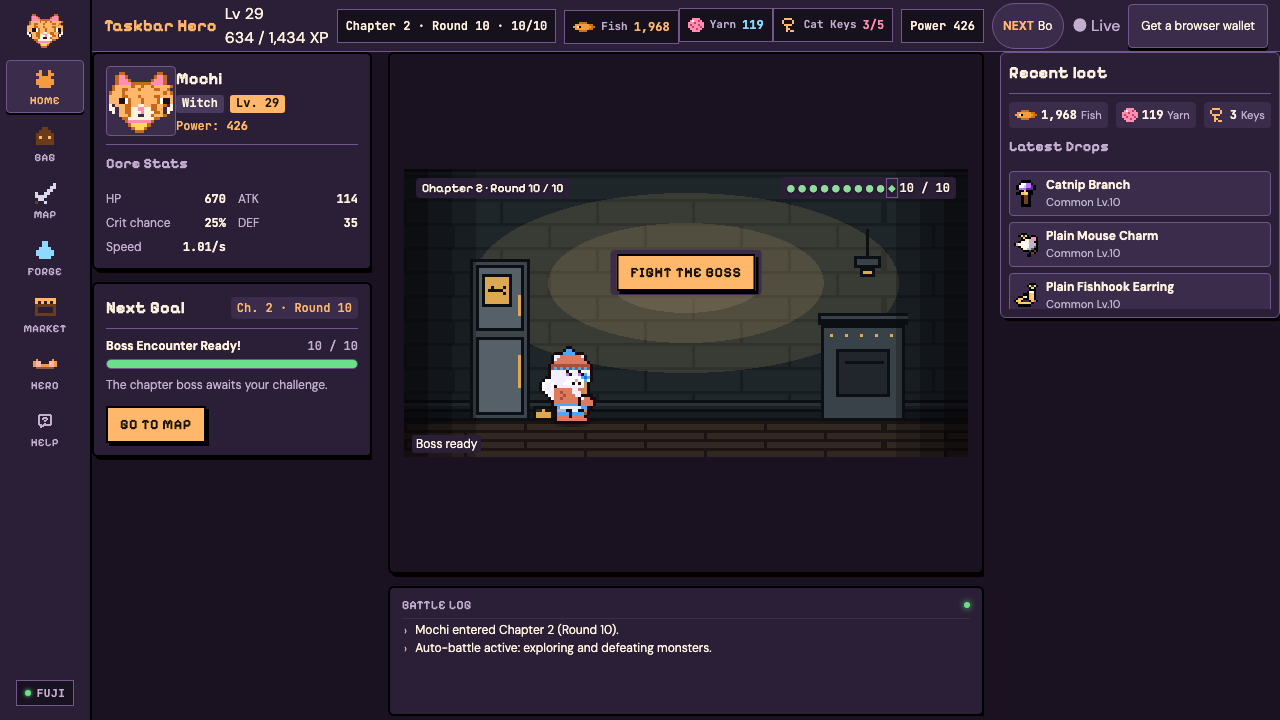 Taskbar Hero
Lv 29
634 / 1,434 XP
Chapter 2 · Round 10 · 10/10
Fish 1,968
Yarn 119
Cat Keys 3/5
Power 426
NEXT Bo
Live
Get a browser wallet
HOME
BAG
MAP
FORGE
MARKET
HERO
HELP
FUJI
Mochi
Witch Lv. 29
Power: 426
Core Stats
HP 670 ATK 114
Crit chance 25% DEF 35
Speed 1.01/s
Next Goal Ch. 2 · Round 10
Boss Encounter Ready! 10 / 10
The chapter boss awaits your challenge.
GO TO MAP
Chapter 2 · Round 10 / 10
10 / 10
FIGHT THE BOSS
Boss ready
BATTLE LOG
› Mochi entered Chapter 2 (Round 10).
› Auto-battle active: exploring and defeating monsters.
Recent loot
1,968 Fish
119 Yarn
3 Keys
Latest Drops
Catnip Branch
Common Lv.10
Plain Mouse Charm
Common Lv.10
Plain Fishhook Earring
Common Lv.10